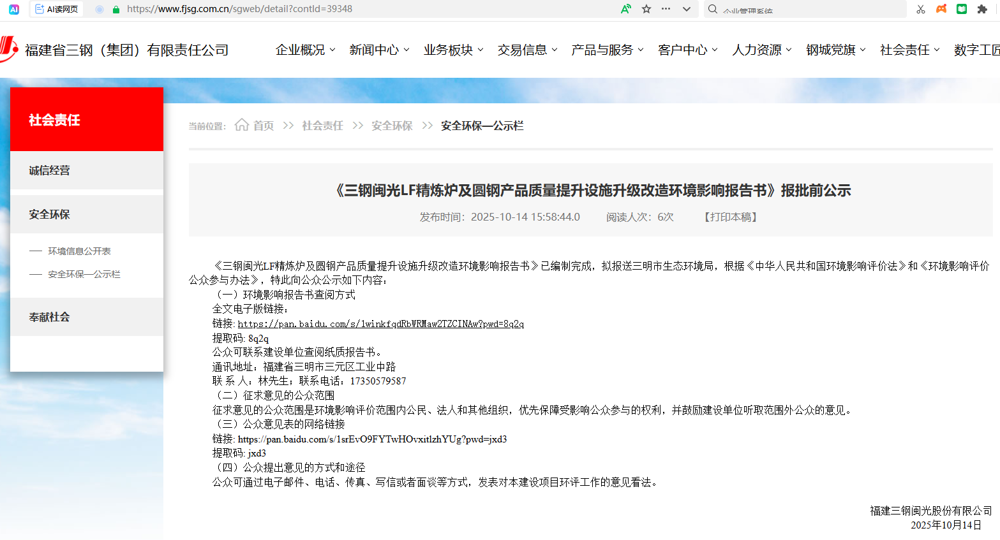 AI读网页
https://www.fjsg.com.cn/sgweb/detail?contId=39348
企业管理系统
福建省三钢（集团）有限责任公司
企业概况 新闻中心 业务板块 交易信息 产品与服务 客户中心 人力资源 钢城党旗 社会责任 数字工匠
社会责任
诚信经营
安全环保
环境信息公开表
安全环保—公示栏
奉献社会
当前位置： 首页 >> 社会责任 >> 安全环保 >> 安全环保—公示栏
《三钢闽光LF精炼炉及圆钢产品质量提升设施升级改造环境影响报告书》报批前公示
发布时间：2025-10-14 15:58:44.0 阅读人次：6次 【打印本稿】
《三钢闽光LF精炼炉及圆钢产品质量提升设施升级改造环境影响报告书》已编制完成，拟报送三明市生态环境局，根据《中华人民共和国环境影响评价法》和《环境影响评价
公众参与办法》，特此向公众公示如下内容：
（一）环境影响报告书查阅方式
全文电子版链接：
链接: https://pan.baidu.com/s/1winkfqdRbWRMaw2TZCINAw?pwd=8q2q
提取码: 8q2q
公众可联系建设单位查阅纸质报告书。
通讯地址：福建省三明市三元区工业中路
联 系 人：林先生；联系电话：17350579587
（二）征求意见的公众范围
征求意见的公众范围是环境影响评价范围内公民、法人和其他组织，优先保障受影响公众参与的权利，并鼓励建设单位听取范围外公众的意见。
（三）公众意见表的网络链接
链接: https://pan.baidu.com/s/1srEvO9FYTwHOvxitlzhYUg?pwd=jxd3
提取码: jxd3
（四）公众提出意见的方式和途径
公众可通过电子邮件、电话、传真、写信或者面谈等方式，发表对本建设项目环评工作的意见看法。
福建三钢闽光股份有限公司
2025年10月14日